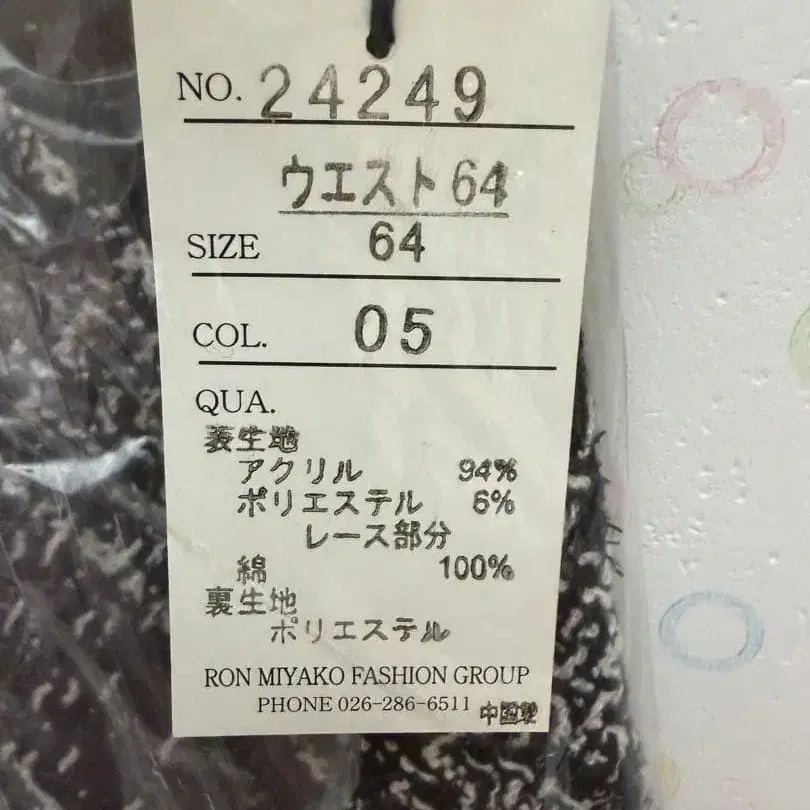 NO. 24249
ウエスト64
SIZE 64
COL. 05
QUA.
表生地
アクリル 94%
ポリエステル 6%
レース部分
綿 100%
裏生地
ポリエステル
RON MIYAKO FASHION GROUP
PHONE 026-286-6511 中国製